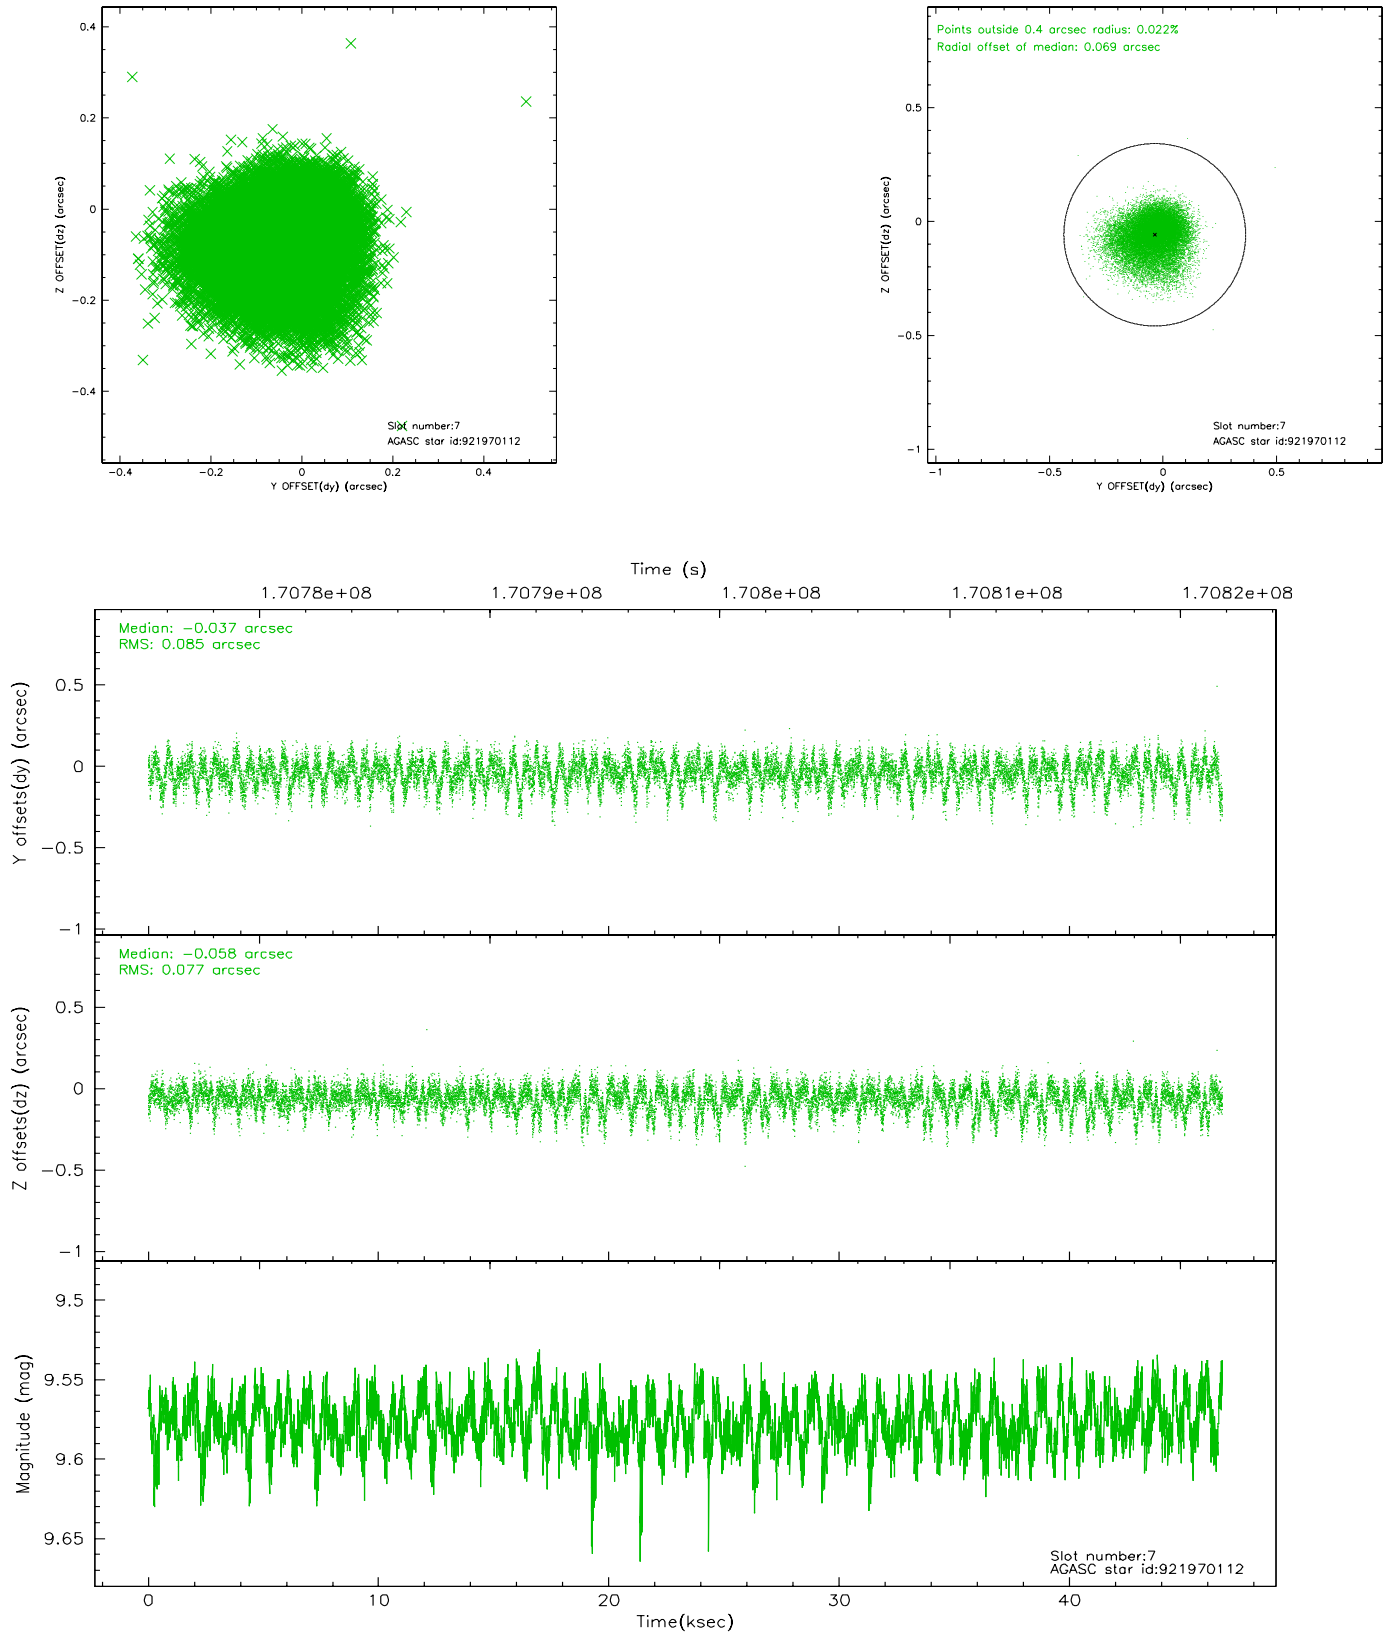 0.4
0.2
0
−0.2
−0.4
Z OFFSET(dz) (arcsec)
Slot number:7
AGASC star id:921970112
−0.4 −0.2 0 0.2 0.4
Y OFFSET(dy) (arcsec)
Points outside 0.4 arcsec radius: 0.022%
Radial offset of median: 0.069 arcsec
0.5
0
−0.5
−1
Z OFFSET(dz) (arcsec)
Slot number:7
AGASC star id:921970112
−1 −0.5 0 0.5
Y OFFSET(dy) (arcsec)
Time (s)
1.7078e+08 1.7079e+08 1.708e+08 1.7081e+08 1.7082e+08
Median: −0.037 arcsec
RMS: 0.085 arcsec
0.5
0
−0.5
−1
Y offsets(dy) (arcsec)
Median: −0.058 arcsec
RMS: 0.077 arcsec
0.5
0
−0.5
−1
Z offsets(dz) (arcsec)
9.5
9.55
9.6
9.65
Magnitude (mag)
Slot number:7
AGASC star id:921970112
0 10 20 30 40
Time(ksec)